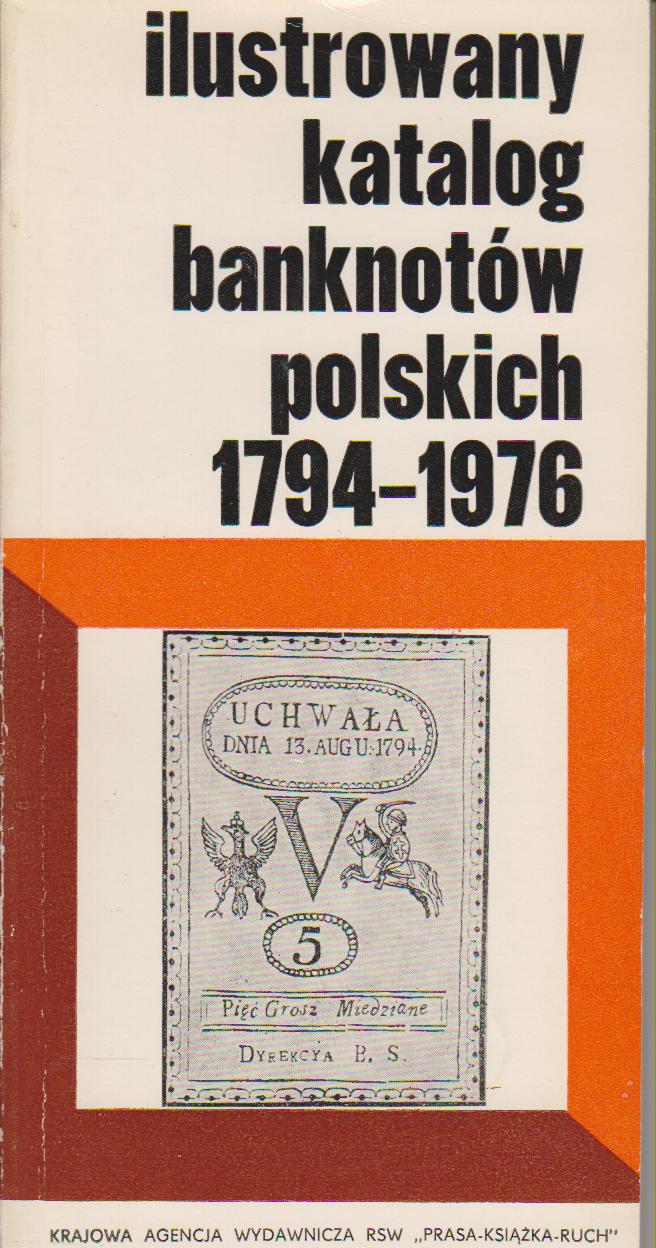 ilustrowany
katalog
banknotów
polskich
1794–1976
UCHWAŁA
DNIA 13. AUGU: 1794.
V
5
Pięć Grosz Miedziane
DYREKCYA B. S.
KRAJOWA AGENCJA WYDAWNICZA RSW „PRASA-KSIĄŻKA-RUCH"